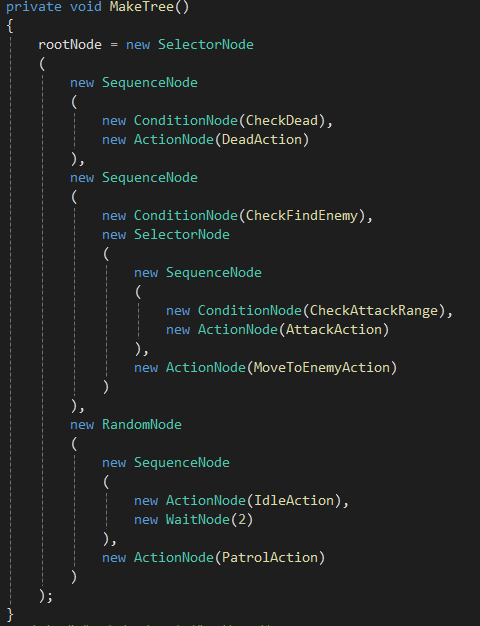 private void MakeTree()
{
    rootNode = new SelectorNode
    (
        new SequenceNode
        (
            new ConditionNode(CheckDead),
            new ActionNode(DeadAction)
        ),
        new SequenceNode
        (
            new ConditionNode(CheckFindEnemy),
            new SelectorNode
            (
                new SequenceNode
                (
                    new ConditionNode(CheckAttackRange),
                    new ActionNode(AttackAction)
                ),
                new ActionNode(MoveToEnemyAction)
            )
        ),
        new RandomNode
        (
            new SequenceNode
            (
                new ActionNode(IdleAction),
                new WaitNode(2)
            ),
            new ActionNode(PatrolAction)
        )
    );
}